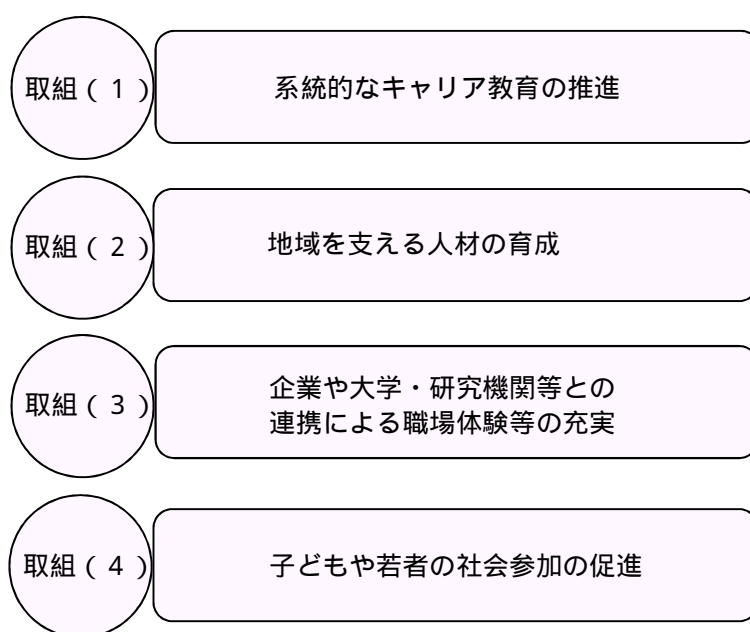 取組(1) 系統的なキャリア教育の推進
取組(2) 地域を支える人材の育成
取組(3) 企業や大学・研究機関等との
連携による職場体験等の充実
取組(4) 子どもや若者の社会参加の促進